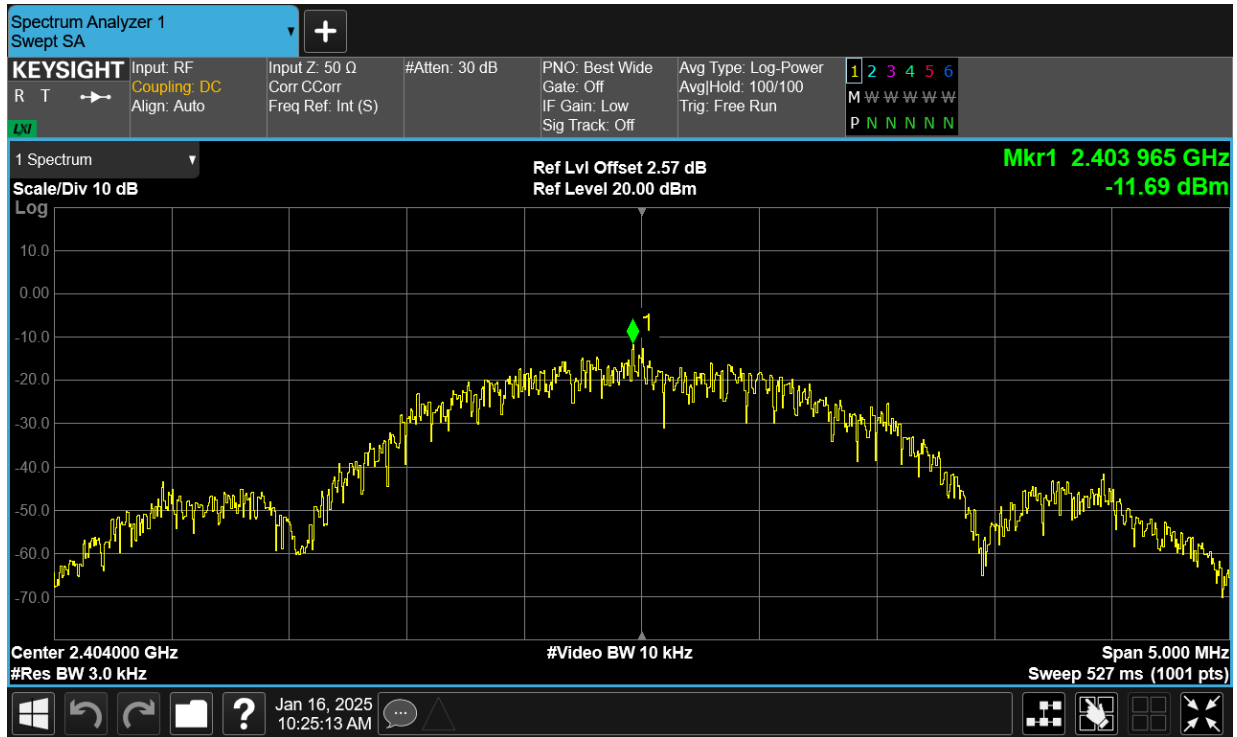 Spectrum Analyzer 1
Swept SA
+
KEYSIGHT
R T
LXI
Input: RF
Coupling: DC
Align: Auto
Input Z: 50 Ω
Corr CCorr
Freq Ref: Int (S)
#Atten: 30 dB
PNO: Best Wide
Gate: Off
IF Gain: Low
Sig Track: Off
Avg Type: Log-Power
Avg|Hold: 100/100
Trig: Free Run
1 2 3 4 5 6
M W W W W W
P N N N N N
1 Spectrum
Scale/Div 10 dB
Log
Ref Lvl Offset 2.57 dB
Ref Level 20.00 dBm
Mkr1 2.403 965 GHz
-11.69 dBm
10.0
0.00
-10.0
-20.0
-30.0
-40.0
-50.0
-60.0
-70.0
1
Center 2.404000 GHz
#Res BW 3.0 kHz
#Video BW 10 kHz
Span 5.000 MHz
Sweep 527 ms (1001 pts)
?
Jan 16, 2025
10:25:13 AM